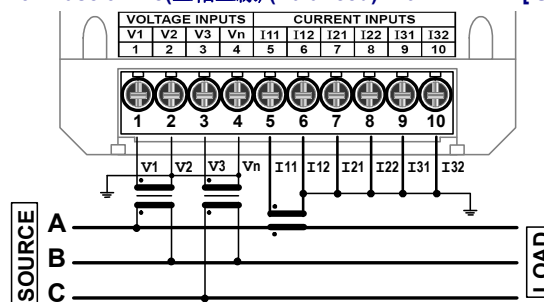 VOLTAGE INPUTS CURRENT INPUTS
V1 V2 V3 Vn I11 I12 I21 I22 I31 I32
1 2 3 4 5 6 7 8 9 10
1 2 3 4 5 6 7 8 9 10
V1 V2 V3 Vn I11 I12 I21 I22 I31 I32
SOURCE
A
B
C
LOAD